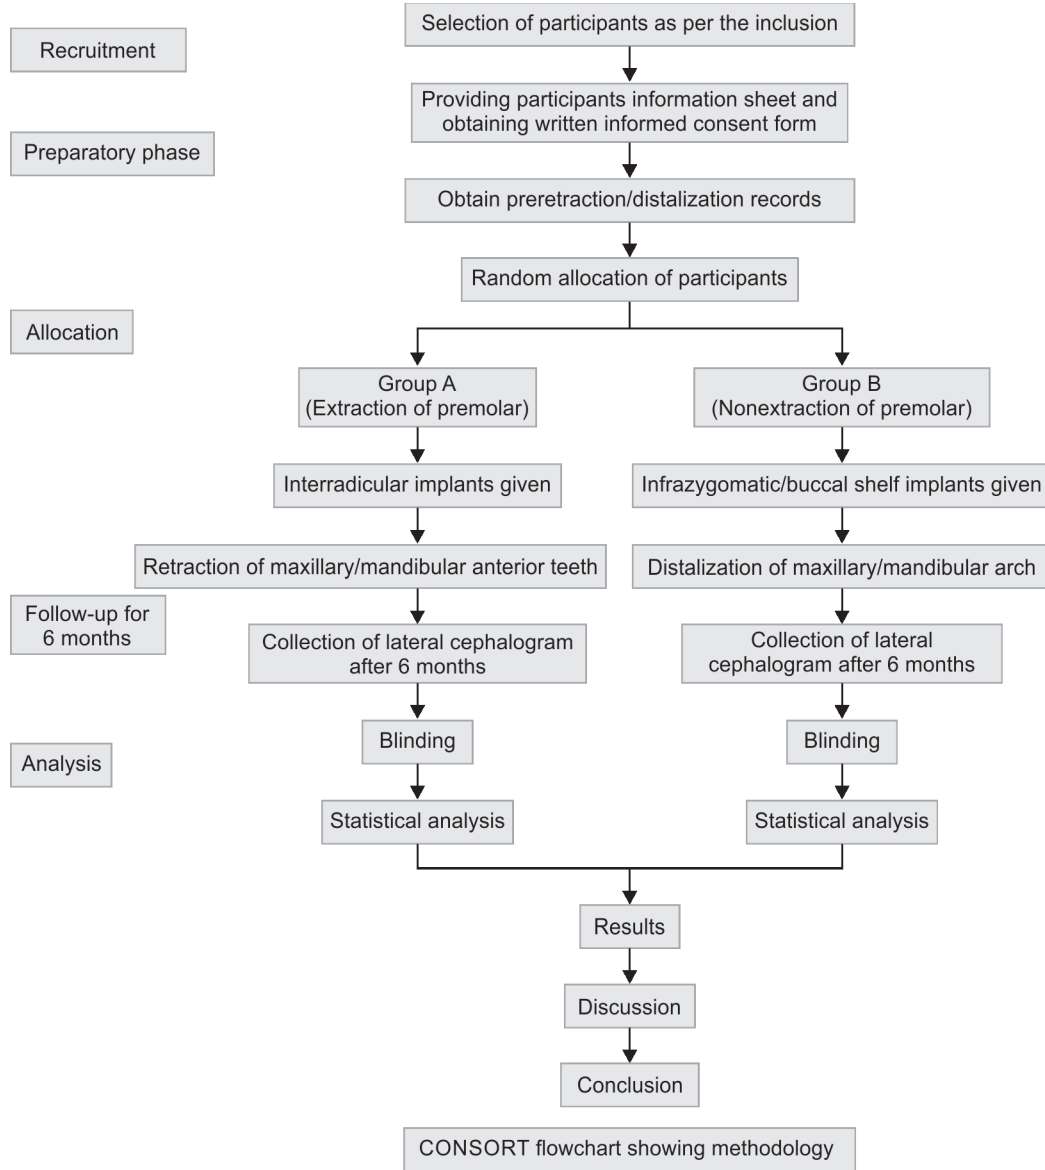 Selection of participants as per the inclusion
Recruitment
Providing participants information sheet and
obtaining written informed consent form
Preparatory phase
Obtain preretraction/distalization records
Random allocation of participants
Allocation
Group A
(Extraction of premolar)
Group B
(Nonextraction of premolar)
Interradicular implants given
Infrazygomatic/buccal shelf implants given
Retraction of maxillary/mandibular anterior teeth
Distalization of maxillary/mandibular arch
Follow-up for
6 months
Collection of lateral cephalogram
after 6 months
Collection of lateral
cephalogram after 6 months
Blinding
Blinding
Analysis
Statistical analysis
Statistical analysis
Results
Discussion
Conclusion
CONSORT flowchart showing methodology